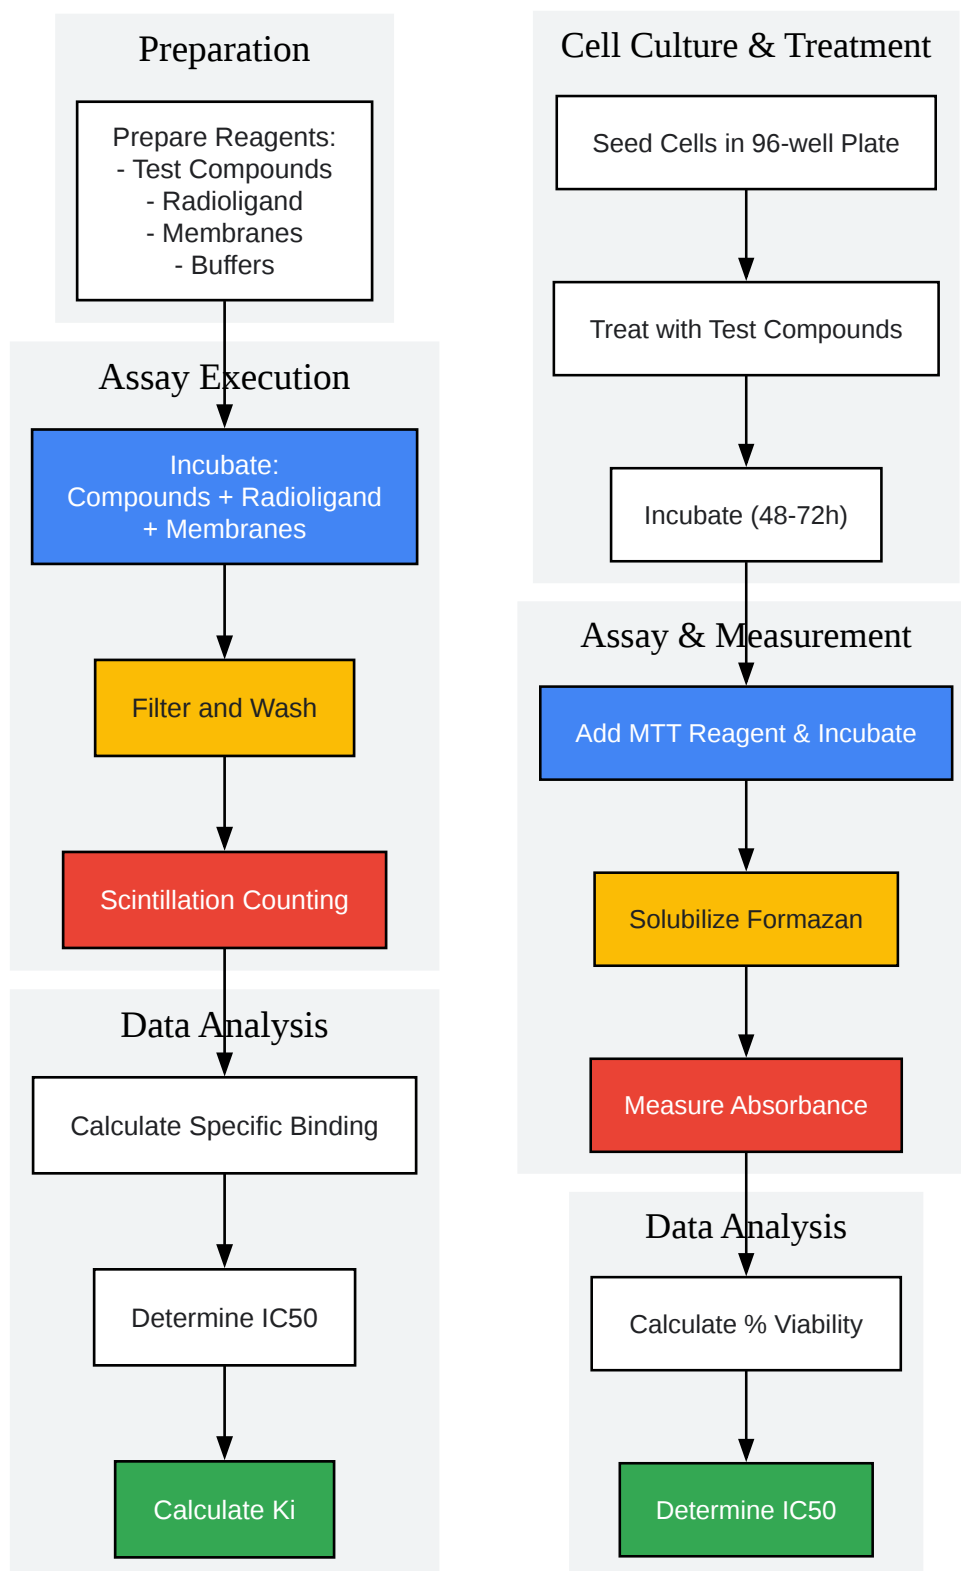 Preparation
Prepare Reagents:
- Test Compounds
- Radioligand
- Membranes
- Buffers
Assay Execution
Incubate:
Compounds + Radioligand
+ Membranes
Filter and Wash
Scintillation Counting
Data Analysis
Calculate Specific Binding
Determine IC50
Calculate Ki
Cell Culture & Treatment
Seed Cells in 96-well Plate
Treat with Test Compounds
Incubate (48-72h)
Assay & Measurement
Add MTT Reagent & Incubate
Solubilize Formazan
Measure Absorbance
Data Analysis
Calculate % Viability
Determine IC50